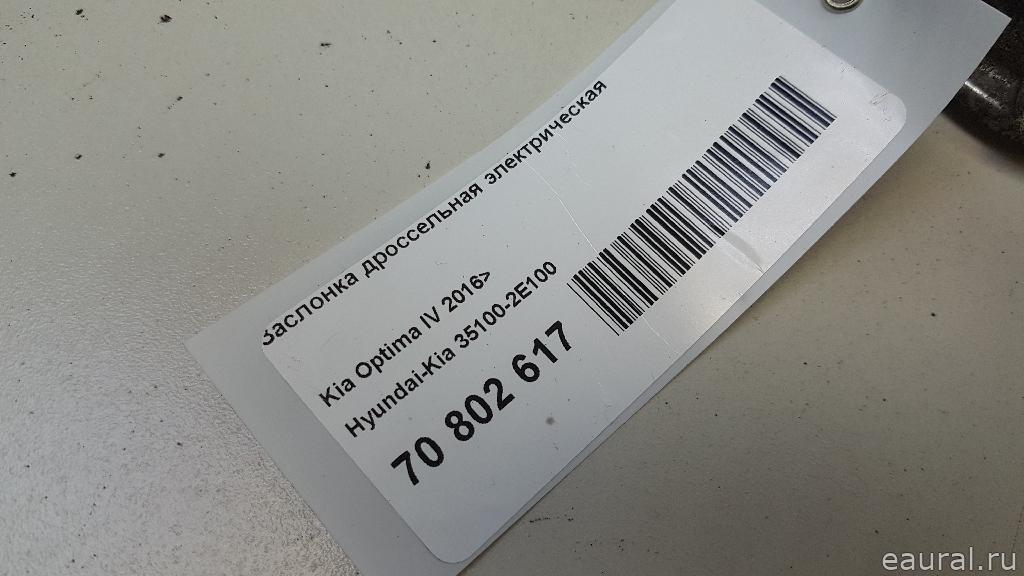 Заслонка дроссельная электрическая
Kia Optima IV 2016>
Hyundai-Kia 35100-2E100
70 802 617
eaural.ru